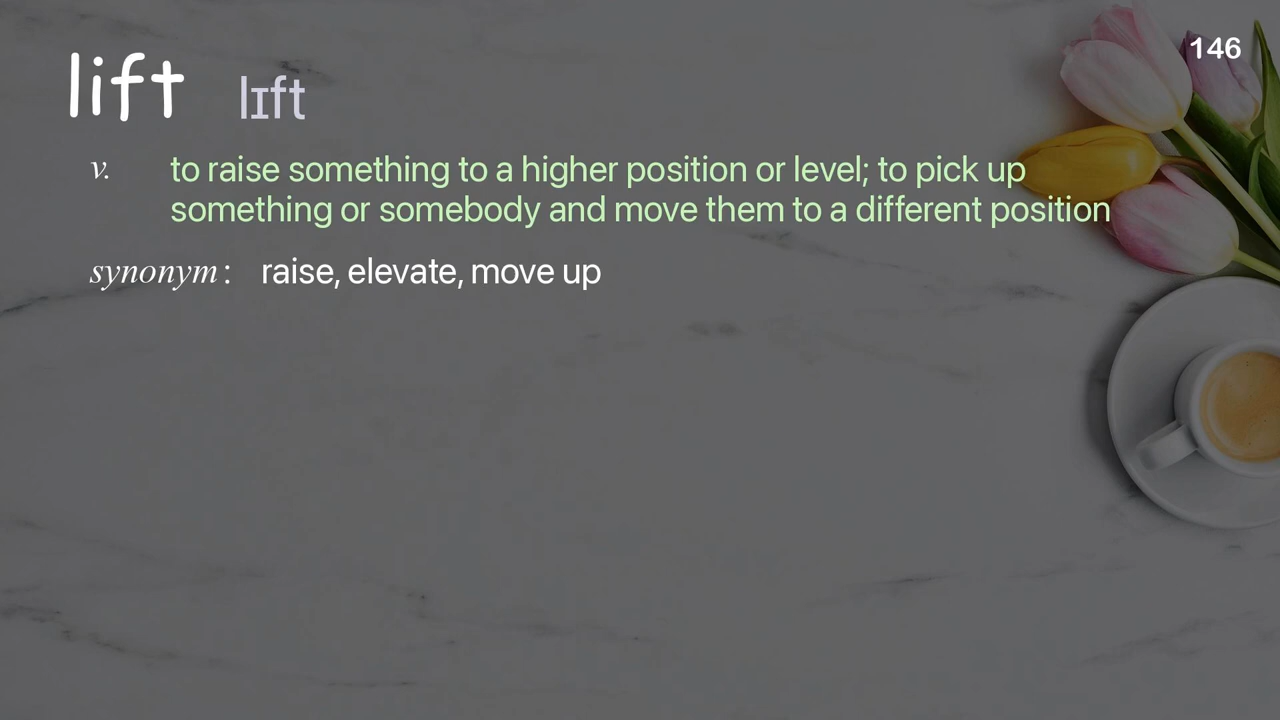 146
lift lɪft
v. to raise something to a higher position or level; to pick up
something or somebody and move them to a different position
synonym : raise, elevate, move up